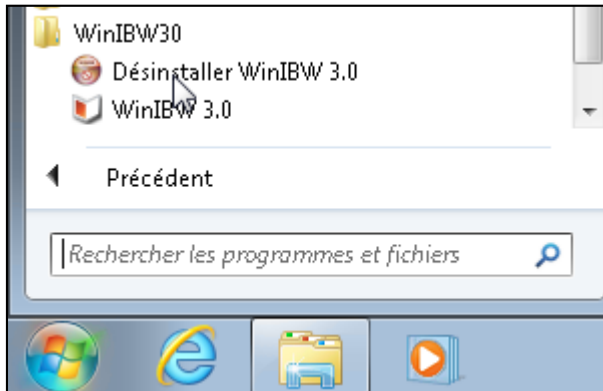 WinIBW30
Désinstaller WinIBW 3.0
WinIBW 3.0
Précédent
Rechercher les programmes et fichiers